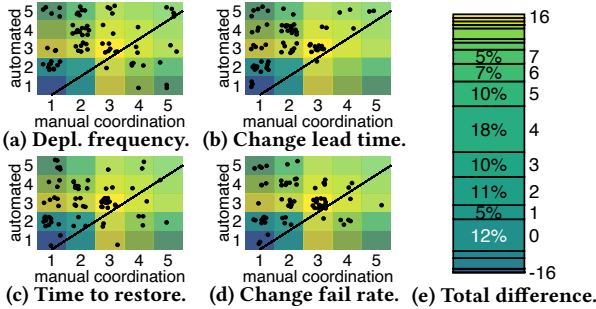 automated
5
4
3
2
1
1 2 3 4 5
manual coordination
(a) Depl. frequency.
automated
5
4
3
2
1
1 2 3 4 5
manual coordination
(b) Change lead time.
automated
5
4
3
2
1
1 2 3 4 5
manual coordination
(c) Time to restore.
automated
5
4
3
2
1
1 2 3 4 5
manual coordination
(d) Change fail rate.
16
5% 7
7% 6
10% 5
18% 4
10% 3
11% 2
5% 1
12% 0
-16
(e) Total difference.